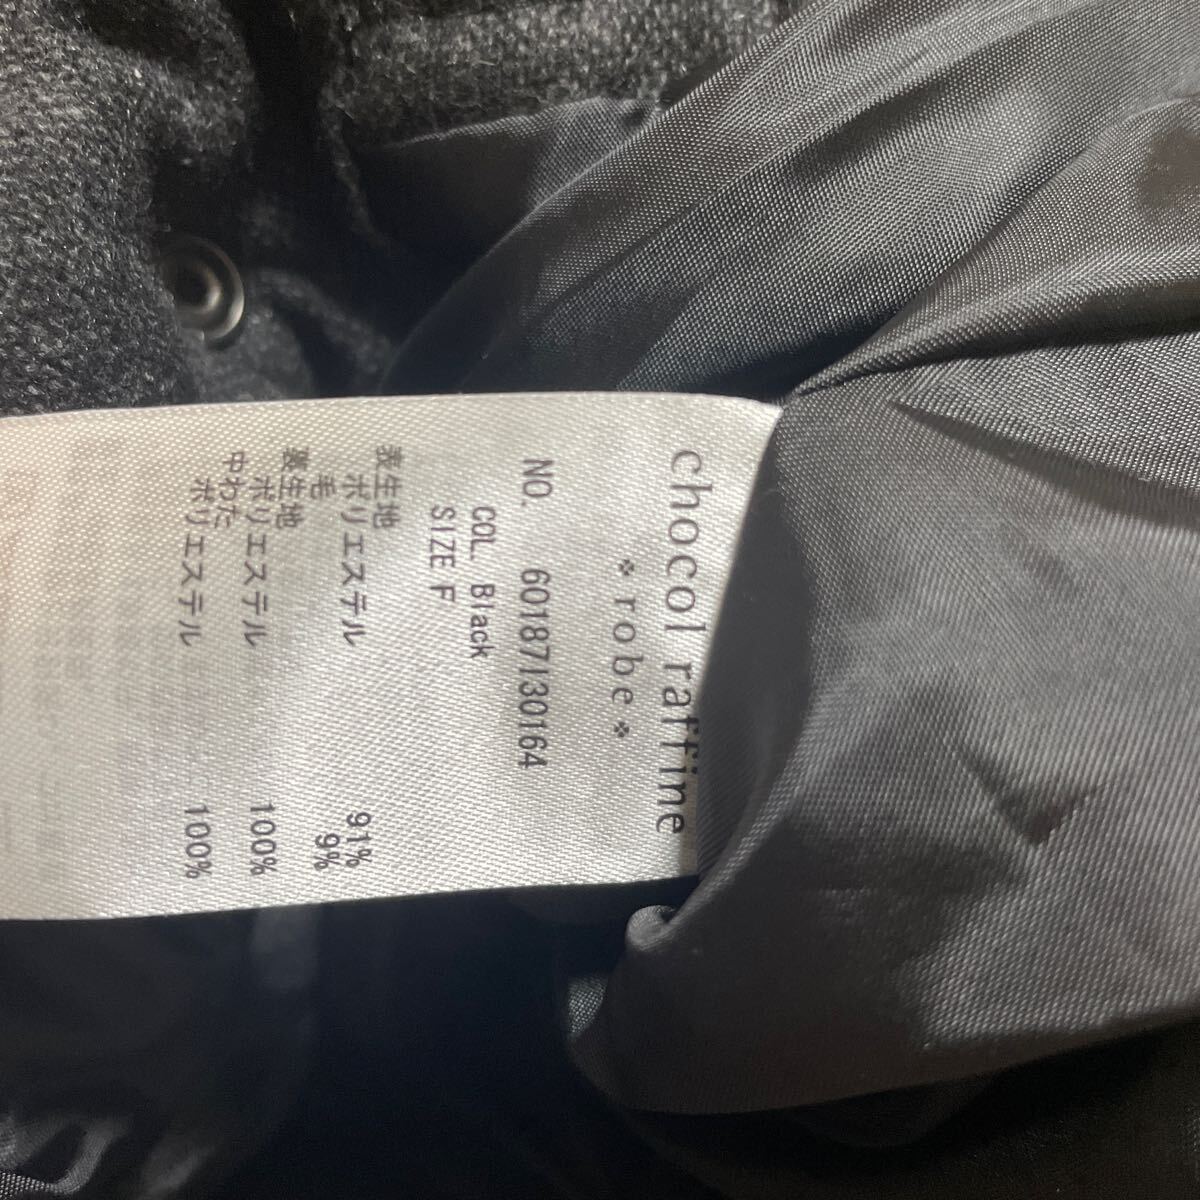 chocol raffine
❖ robe ❖
NO. 60187130164
COL. Black
SIZE F
表生地
ポリエステル 91%
毛 9%
裏生地
ポリエステル 100%
中わた
ポリエステル 100%